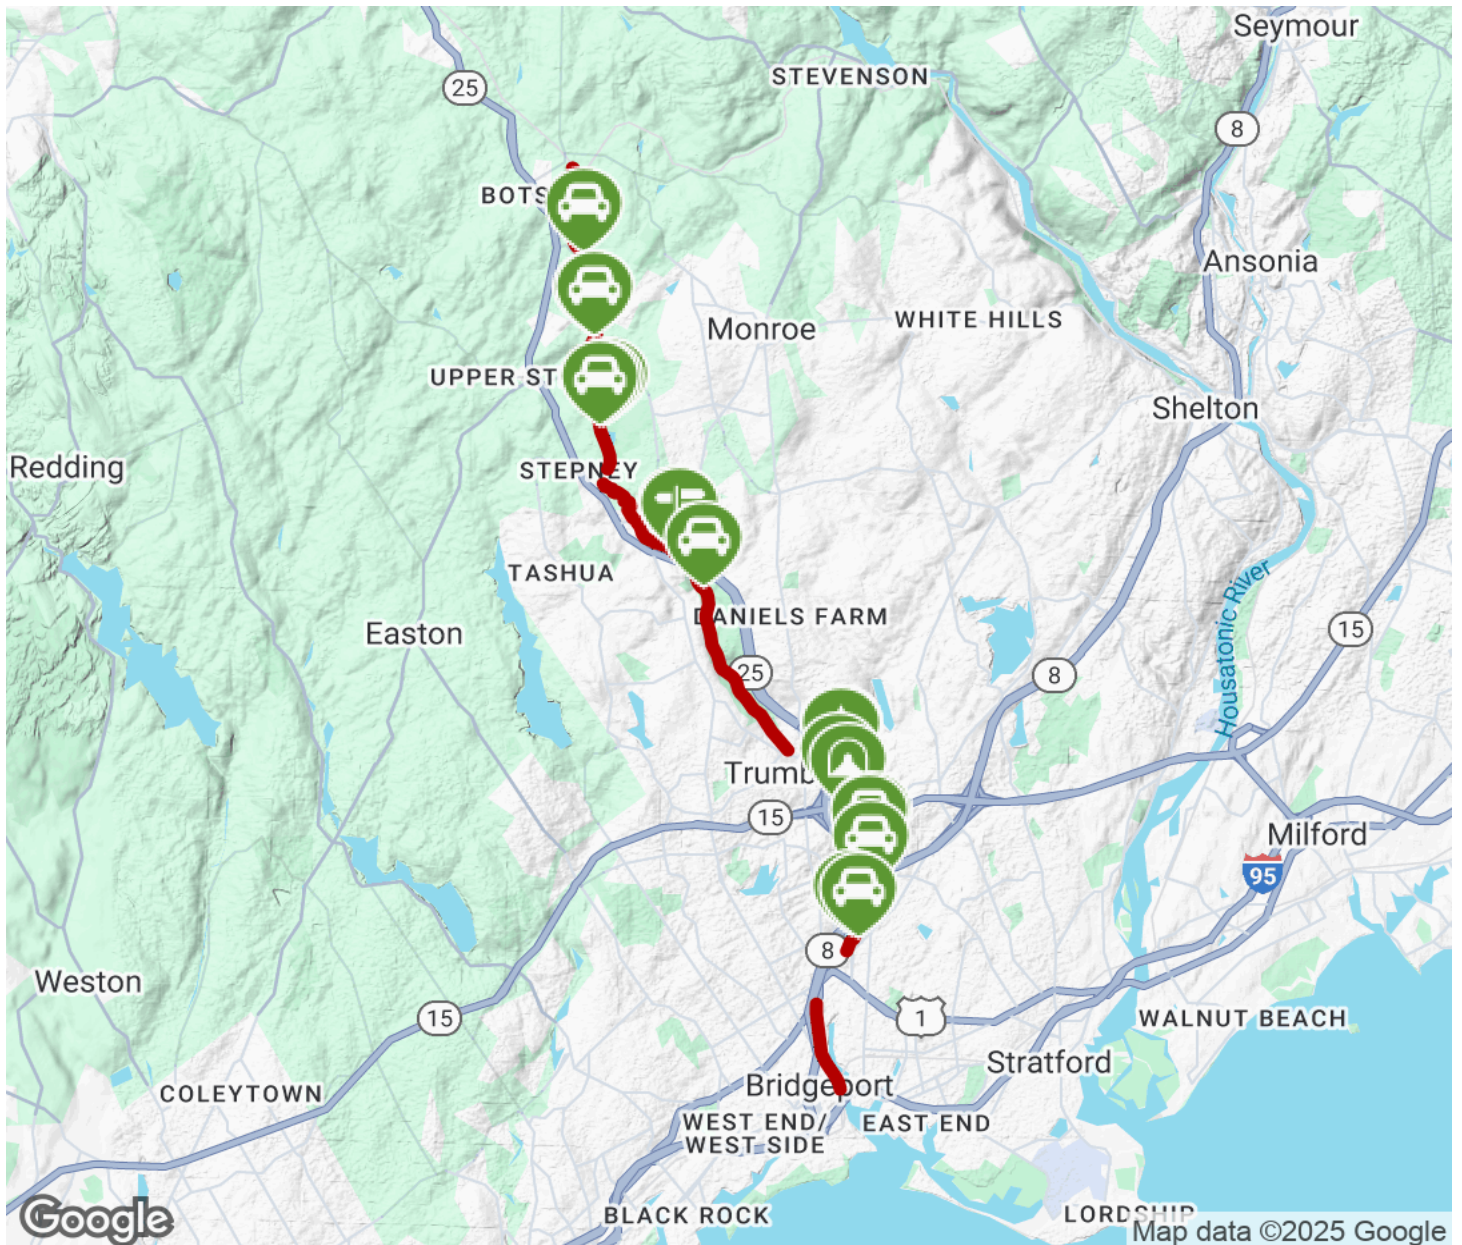 Seymour
STEVENSON
25
8
BOTS
Ansonia
WHITE HILLS
Monroe
UPPER ST
Shelton
Redding
STEPNEY
TASHUA
DANIELS FARM
Easton
15
25
8
Housatonic River
Trumb
15
Milford
95
8
Weston
15
1
WALNUT BEACH
Stratford
Bridgeport
COLEYTOWN
WEST END/
WEST SIDE
EAST END
BLACK ROCK
LORDSHIP
Google
Map data ©2025 Google